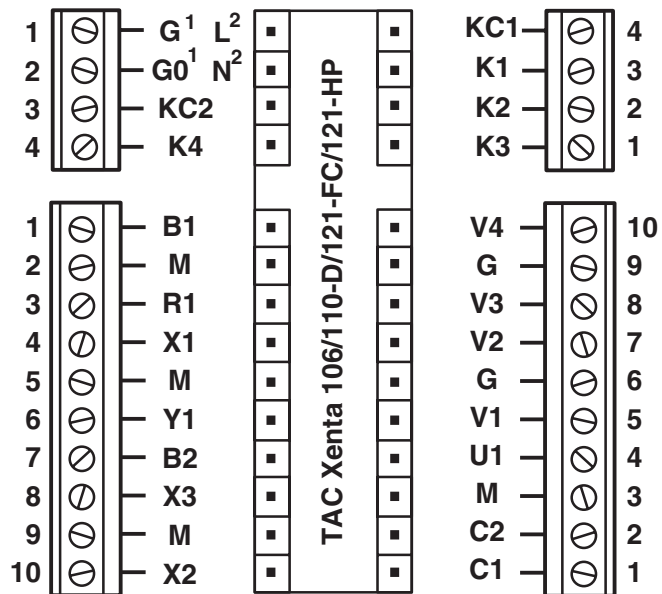 1 G¹ L²
2 G0¹ N²
3 KC2
4 K4
KC1 4
K1 3
K2 2
K3 1
1 B1
2 M
3 R1
4 X1
5 M
6 Y1
7 B2
8 X3
9 M
10 X2
TAC Xenta 106/110-D/121-FC/121-HP
V4 10
G 9
V3 8
V2 7
G 6
V1 5
U1 4
M 3
C2 2
C1 1